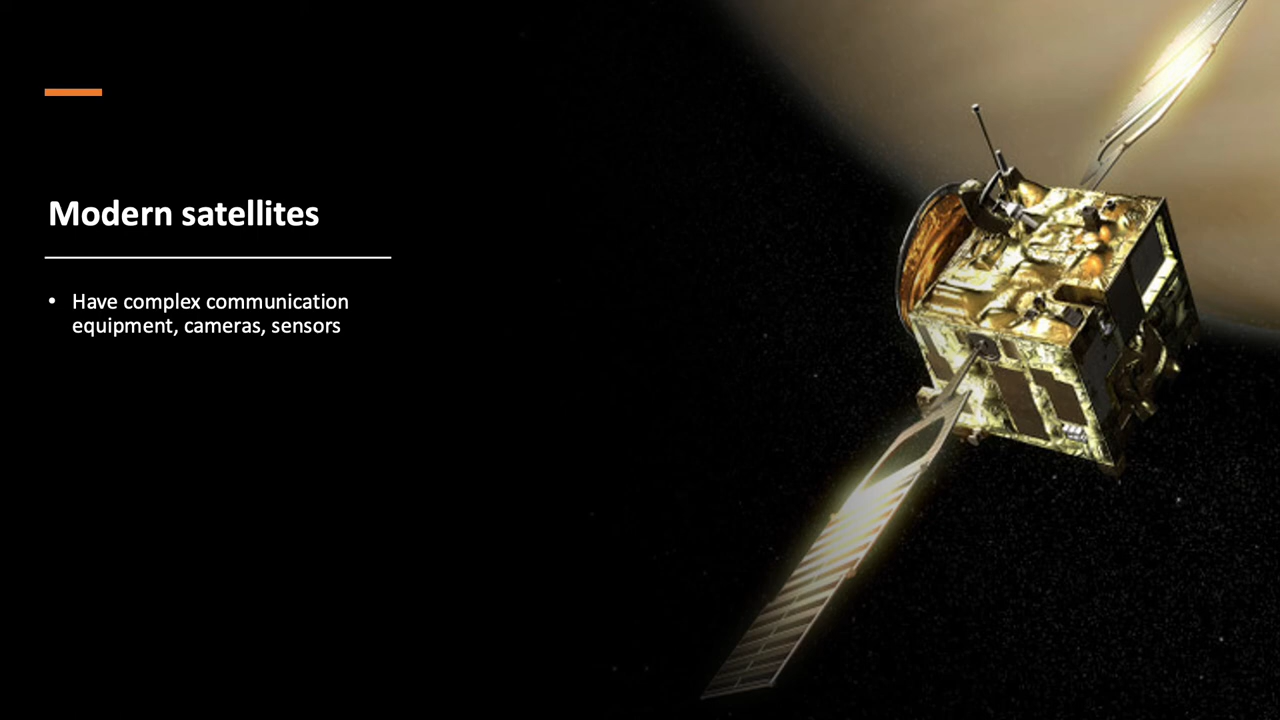 Modern satellites
• Have complex communication
equipment, cameras, sensors